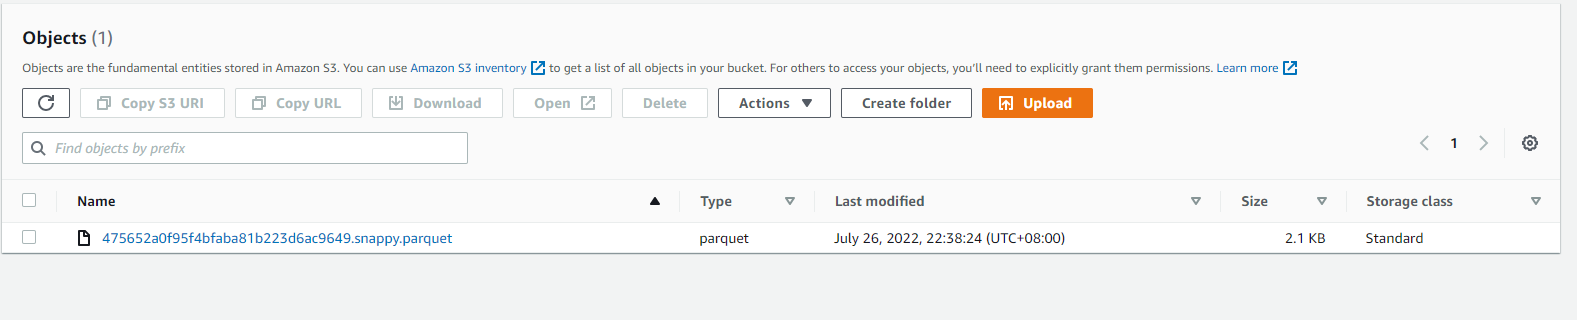 Objects (1)
Objects are the fundamental entities stored in Amazon S3. You can use Amazon S3 inventory to get a list of all objects in your bucket. For others to access your objects, you'll need to explicitly grant them permissions. Learn more
Copy S3 URI Copy URL Download Open Delete Actions Create folder Upload
Find objects by prefix 1
Name Type Last modified Size Storage class
475652a0f95f4bfaba81b223d6ac9649.snappy.parquet parquet July 26, 2022, 22:38:24 (UTC+08:00) 2.1 KB Standard